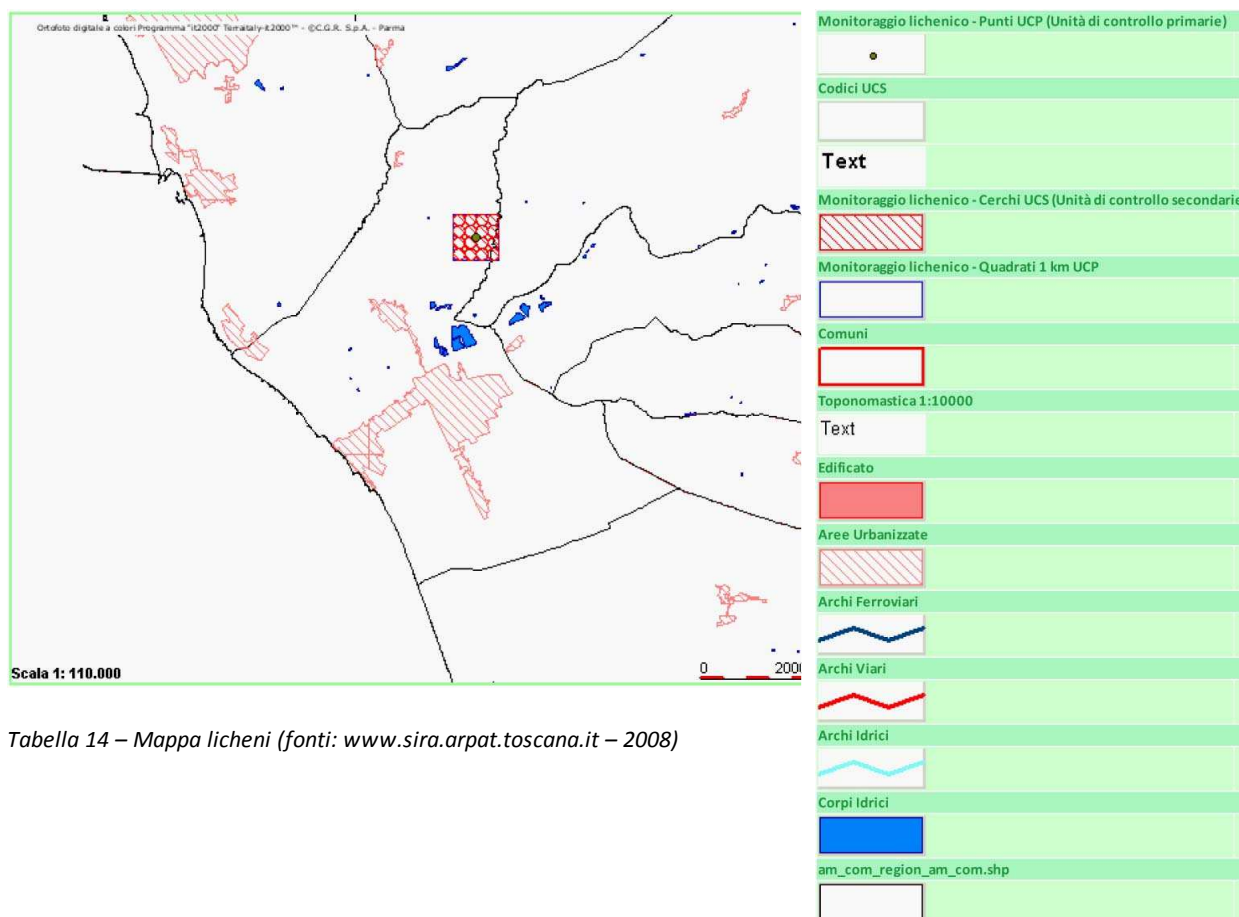 Ortofoto digitale a colori Programma "it2000" Terraitaly-it2000™ - ©C.G.R. S.p.A. - Parma
Scala 1: 110.000
0 2000
Tabella 14 – Mappa licheni (fonti: www.sira.arpat.toscana.it – 2008)
Monitoraggio lichenico - Punti UCP (Unità di controllo primarie)
Codici UCS
Text
Monitoraggio lichenico - Cerchi UCS (Unità di controllo secondarie
Monitoraggio lichenico - Quadrati 1 km UCP
Comuni
Toponomastica 1:10000
Text
Edificato
Aree Urbanizzate
Archi Ferroviari
Archi Viari
Archi Idrici
Corpi Idrici
am_com_region_am_com.shp